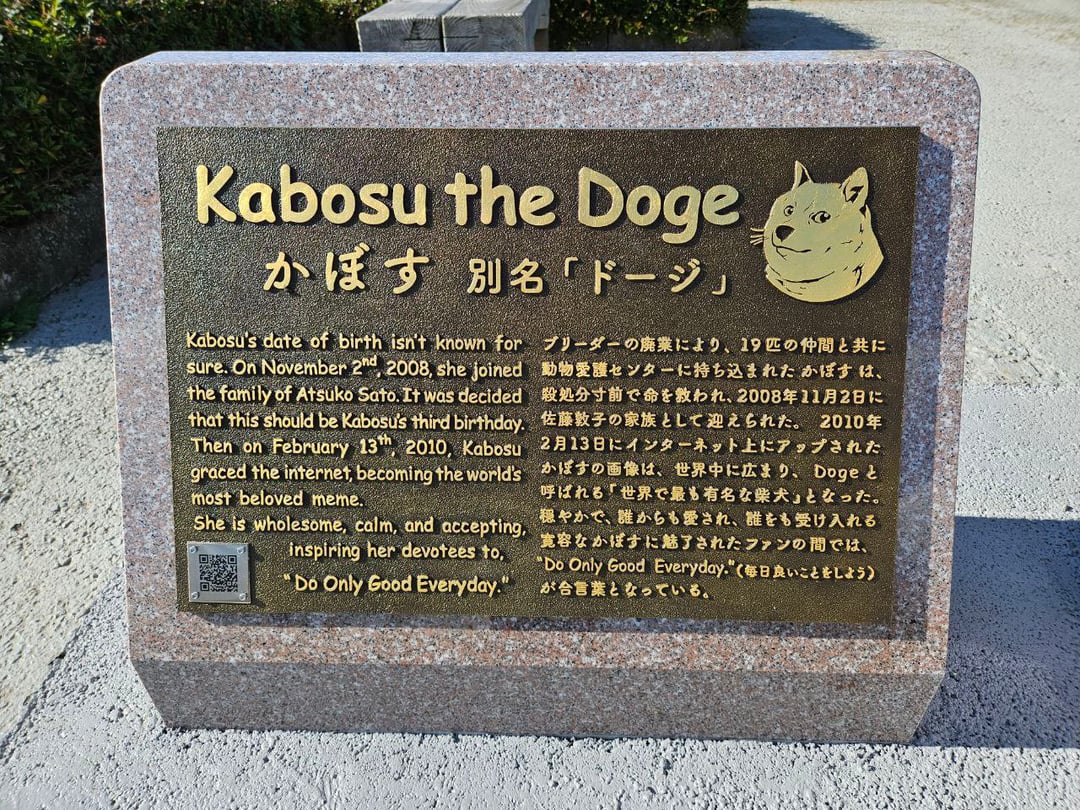 Kabosu the Doge
かぼす 別名「ドージ」
Kabosu's date of birth isn't known for
sure. On November 2nd, 2008, she joined
the family of Atsuko Sato. It was decided
that this should be Kabosu's third birthday.
Then on February 13th, 2010, Kabosu
graced the internet, becoming the world's
most beloved meme.
She is wholesome, calm, and accepting,
inspiring her devotees to,
"Do Only Good Everyday."
ブリーダーの廃業により、19匹の仲間と共に
動物愛護センターに持ち込まれた かぼす は、
殺処分寸前で命を救われ、2008年11月2日に
佐藤敦子の家族として迎えられた。 2010年
2月13日にインターネット上にアップされた
かぼすの画像は、世界中に広まり、 Doge と
呼ばれる「世界で最も有名な柴犬」となった。
穏やかで、誰からも愛され、誰をも受け入れる
寛容なかぼすに魅了されたファンの間では、
"Do Only Good Everyday."(毎日良いことをしよう)
が合言葉となっている。